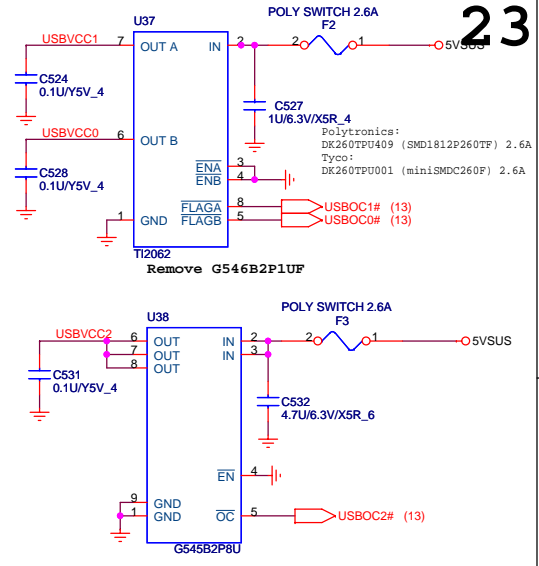 POLY SWITCH 2.6A
23
U37
F2
USBVCC1 7 OUT A IN 2 2 1 5VSUS
C524
0.1U/Y5V_4
C527
1U/6.3V/X5R_4
Polytronics:
DK260TPU409 (SMD1812P260TF) 2.6A
Tyco:
DK260TPU001 (miniSMDC260F) 2.6A
USBVCC0 6 OUT B
C528
0.1U/Y5V_4
ENA 3
ENB 4
1 GND FLAGA 8 USBOC1# (13)
FLAGB 5 USBOC0# (13)
TI2062
Remove G546B2P1UF
POLY SWITCH 2.6A
U38
F3
USBVCC2 6 OUT IN 2 2 1 5VSUS
7 OUT IN 3
8 OUT
C531
0.1U/Y5V_4
C532
4.7U/6.3V/X5R_6
EN 4
9 GND
1 GND OC 5 USBOC2# (13)
G545B2P8U